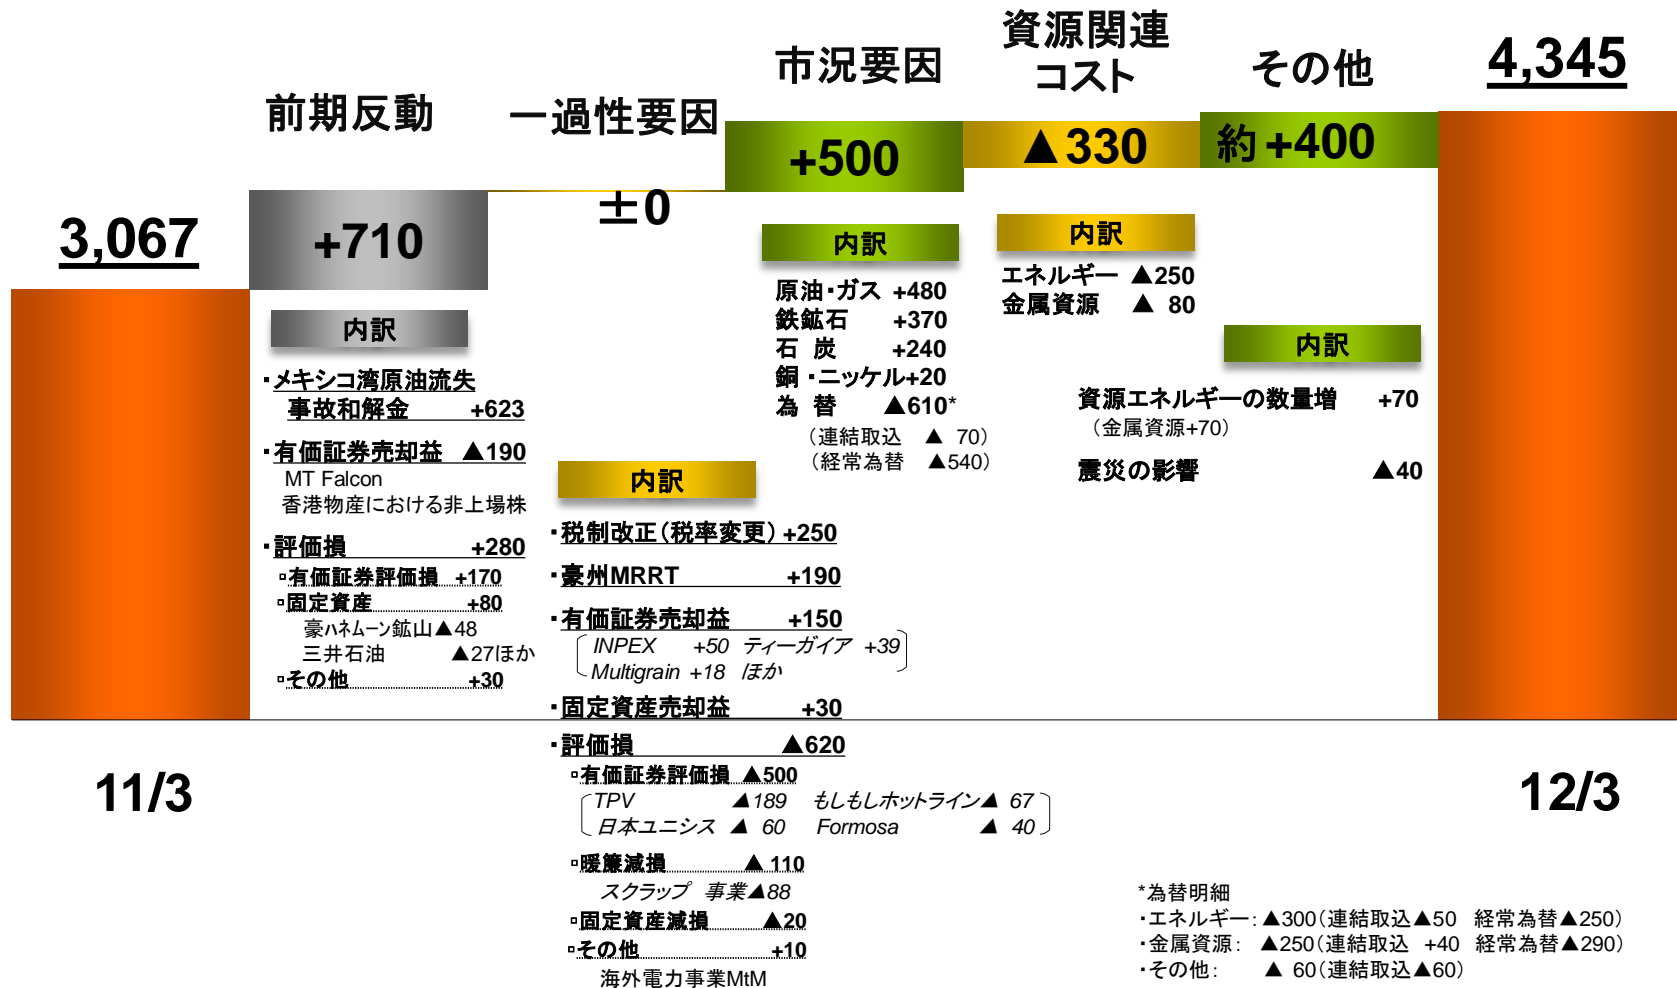 3,067
11/3
前期反動
+710
内訳
・メキシコ湾原油流失
事故和解金 +623
・有価証券売却益 ▲190
MT Falcon
香港物産における非上場株
・評価損 +280
▫有価証券評価損 +170
▫固定資産 +80
豪ハネムーン鉱山▲48
三井石油 ▲27ほか
▫その他 +30
一過性要因
±0
内訳
・税制改正(税率変更) +250
・豪州MRRT +190
・有価証券売却益 +150
INPEX +50 ティーガイア +39
Multigrain +18 ほか
・固定資産売却益 +30
・評価損 ▲620
▫有価証券評価損 ▲500
TPV ▲189 もしもしホットライン▲ 67
日本ユニシス ▲ 60 Formosa ▲ 40
▫暖簾減損 ▲ 110
スクラップ 事業▲88
▫固定資産減損 ▲20
▫その他 +10
海外電力事業MtM
市況要因
+500
内訳
原油・ガス +480
鉄鉱石 +370
石 炭 +240
銅・ニッケル+20
為 替 ▲610*
(連結取込 ▲ 70)
(経常為替 ▲540)
資源関連
コスト
▲330
内訳
エネルギー ▲250
金属資源 ▲ 80
その他
約+400
内訳
資源エネルギーの数量増 +70
(金属資源+70)
震災の影響 ▲40
4,345
12/3
*為替明細
・エネルギー: ▲300(連結取込▲50 経常為替▲250)
・金属資源: ▲250(連結取込 +40 経常為替▲290)
・その他: ▲ 60(連結取込▲60)